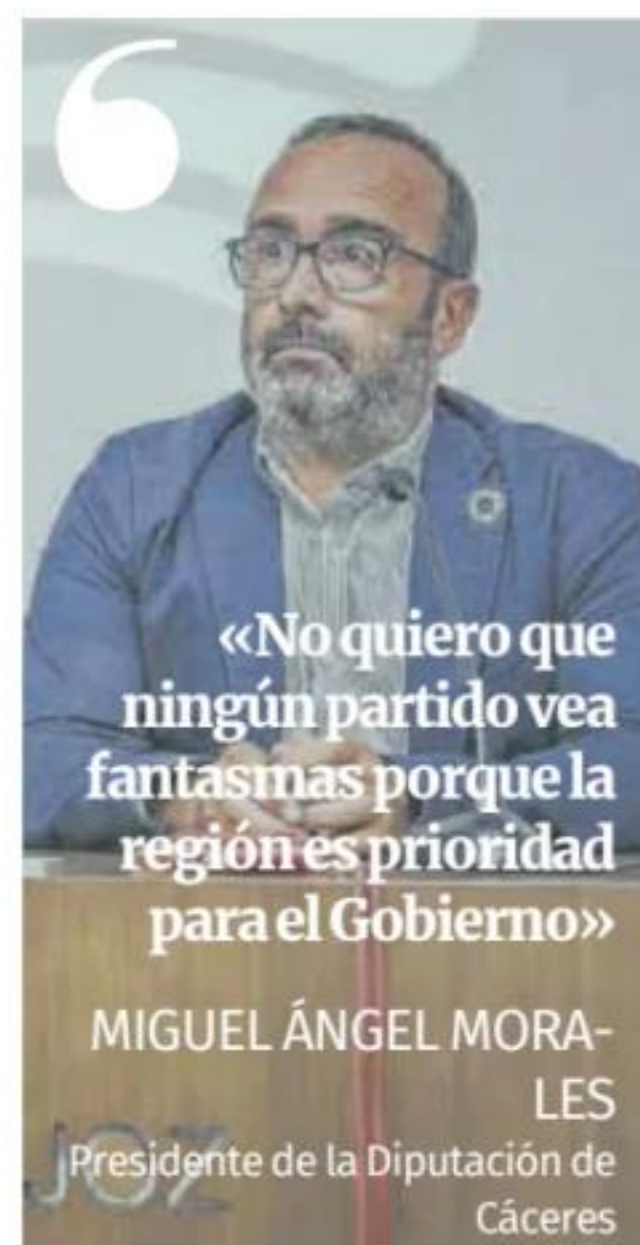 «No quiero que
ningún partido vea
fantasmas porque la
región es prioridad
para el Gobierno»
MIGUEL ÁNGEL MORA-
LES
Presidente de la Diputación de
Cáceres
JOZ